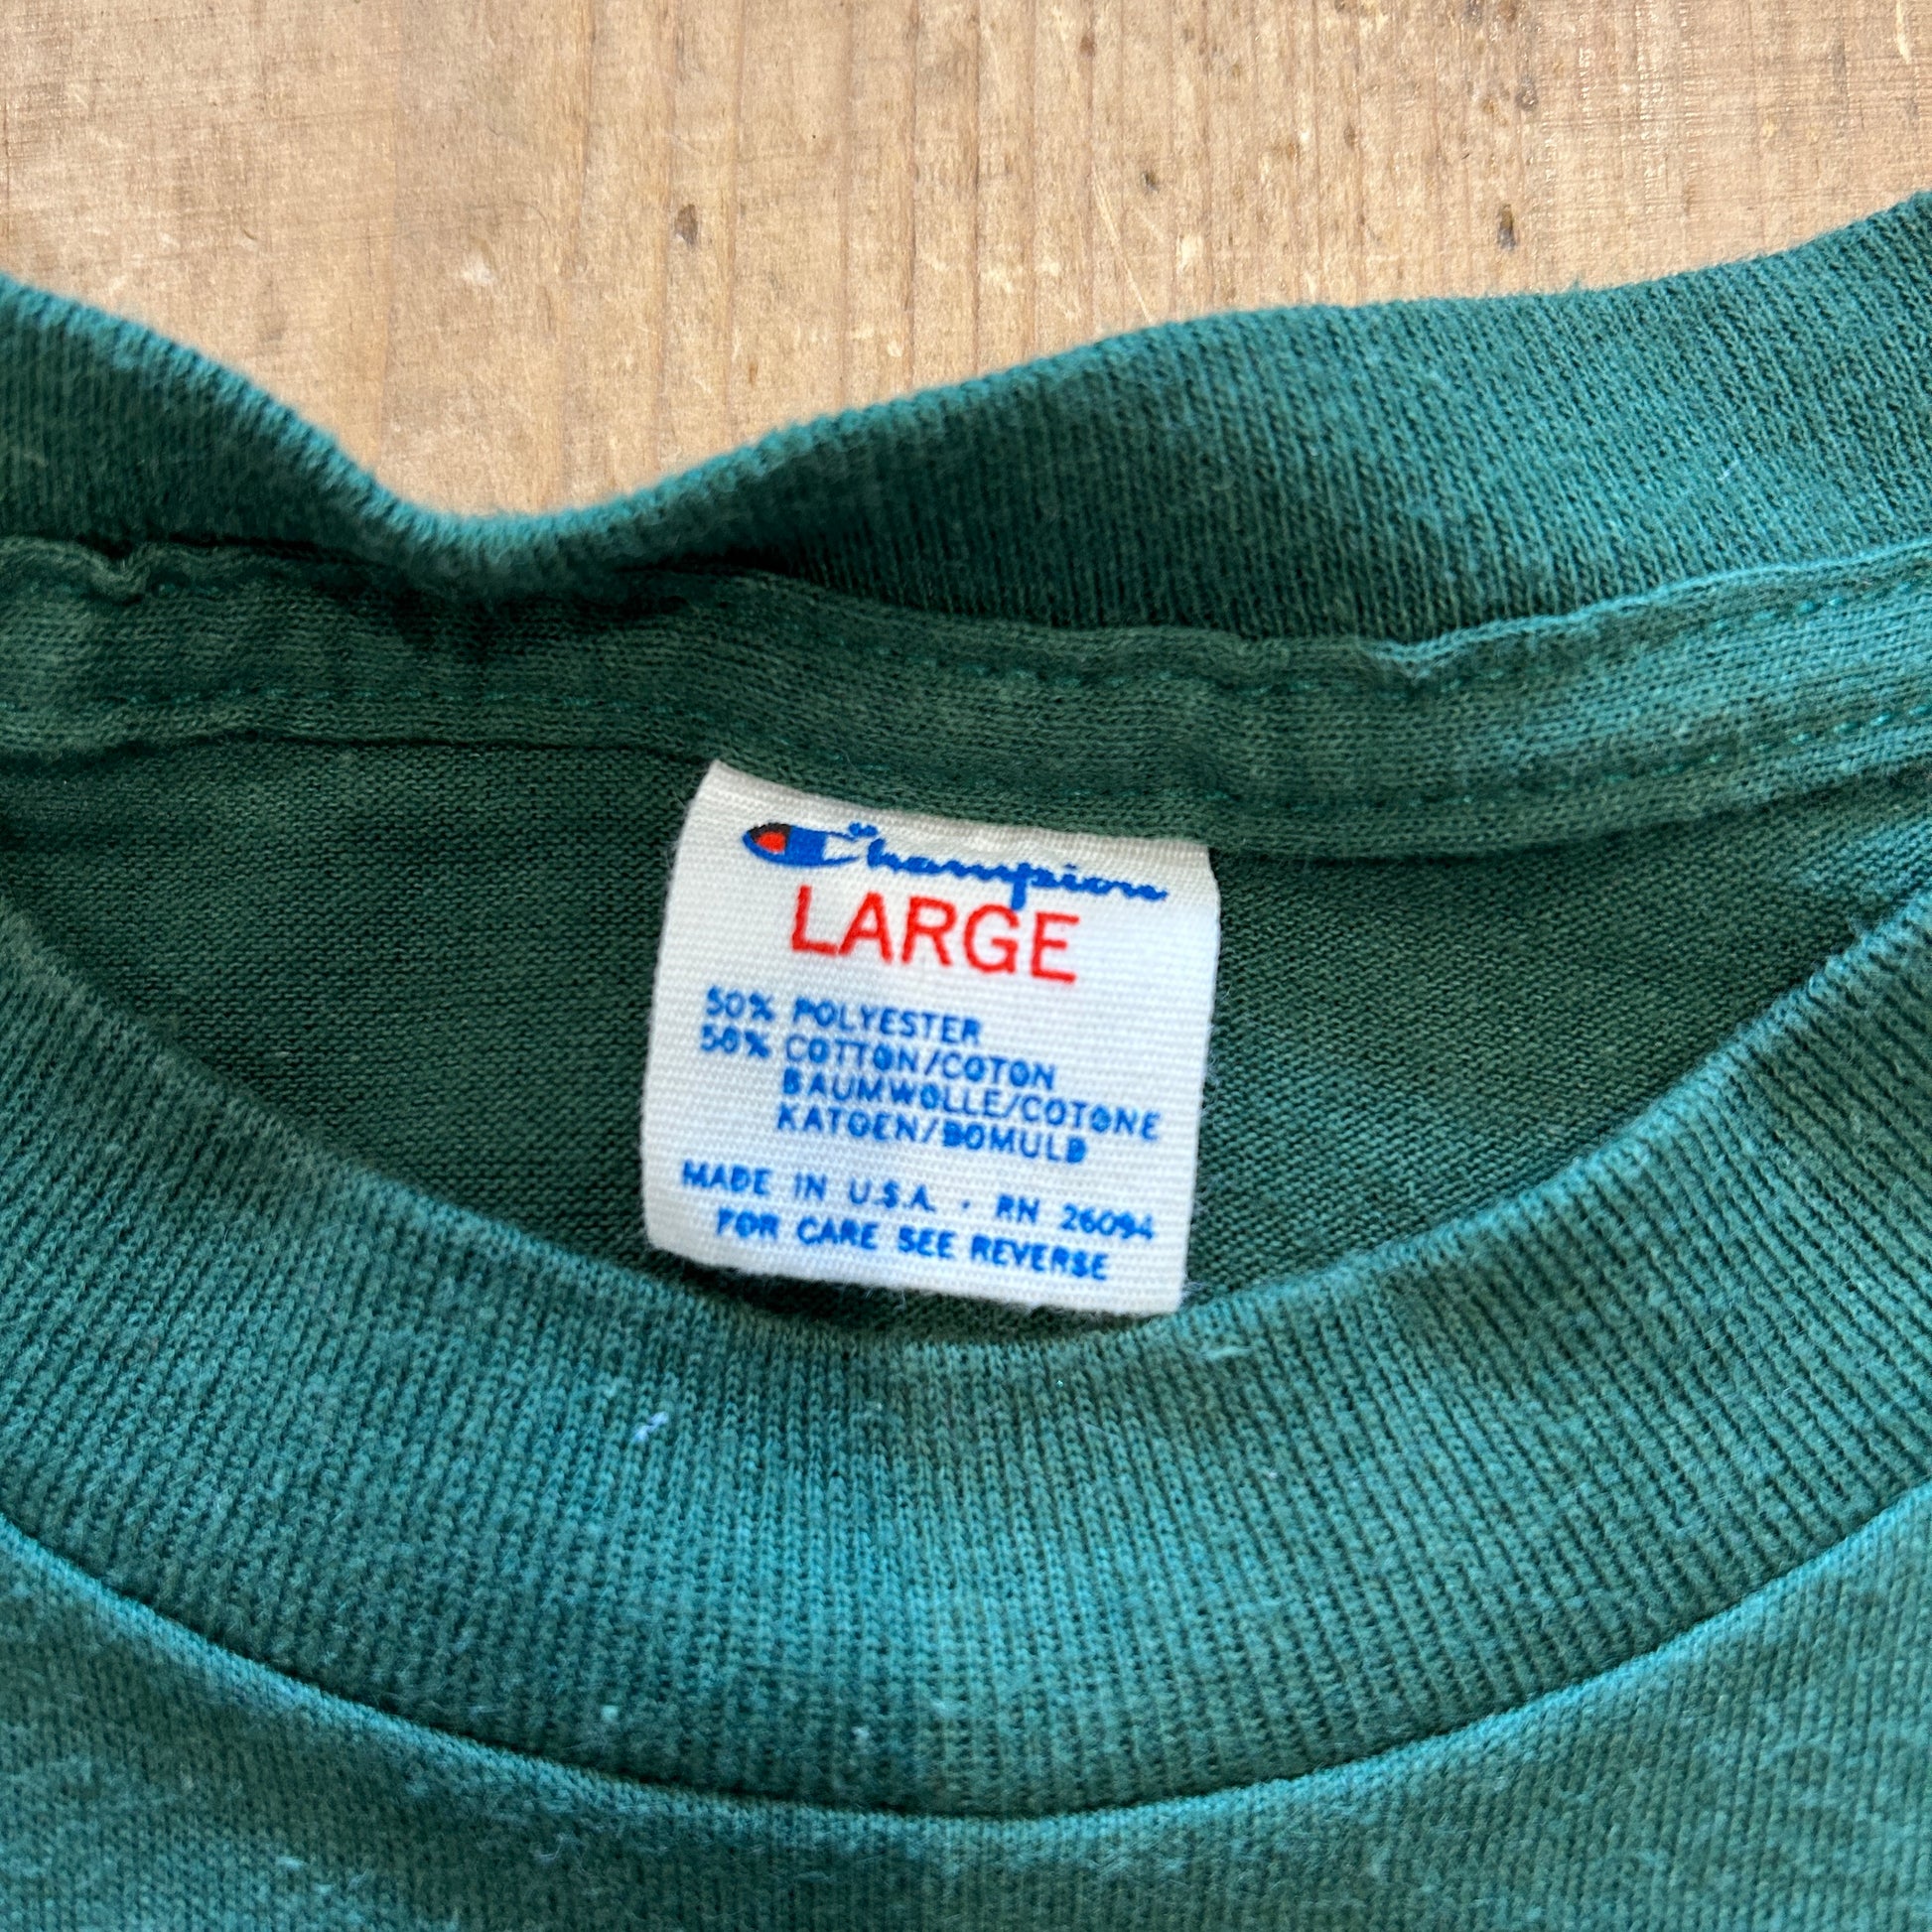 Champion
LARGE
50% POLYESTER
50% COTTON/COTON
BAUMWOLLE/COTONE
KATOEN/BOMULD
MADE IN U.S.A. · RN 26094
FOR CARE SEE REVERSE